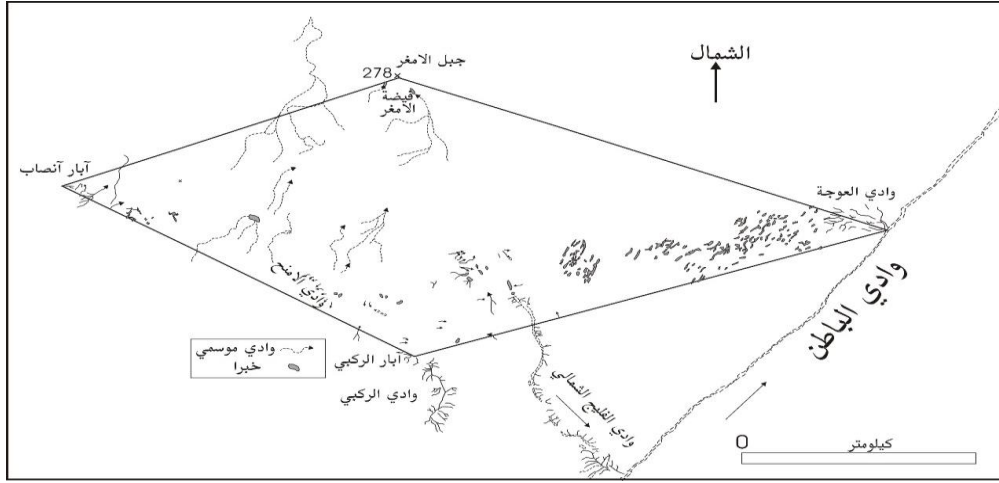 الشمال
جبل الامغر
278
فيضة
الامغر
آبار آنصاب
وادي العوجة
وادي الباطن
وادي الامنح
وادي موسمي
خبرا
آبار الركبي
وادي الركبي
وادي الفليج الشمالي
0
كيلومتر